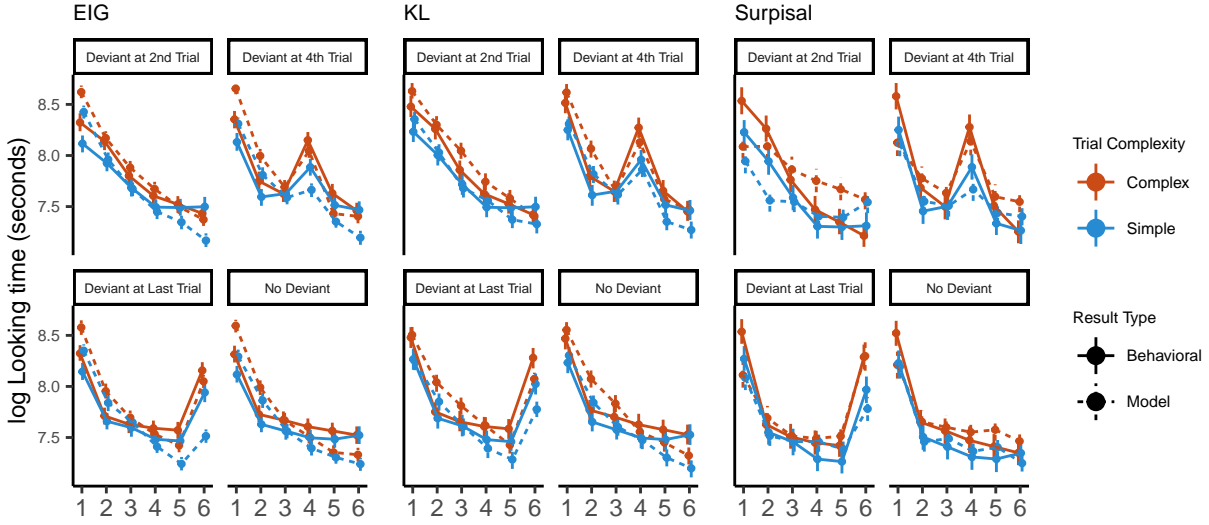 EIG KL Surpisal
Deviant at 2nd Trial Deviant at 4th Trial Deviant at 2nd Trial Deviant at 4th Trial Deviant at 2nd Trial Deviant at 4th Trial
8.5
8.0
7.5
Deviant at Last Trial No Deviant Deviant at Last Trial No Deviant Deviant at Last Trial No Deviant
8.5
8.0
7.5
1 2 3 4 5 6 1 2 3 4 5 6 1 2 3 4 5 6 1 2 3 4 5 6 1 2 3 4 5 6 1 2 3 4 5 6
log Looking time (seconds)
Trial Complexity
Complex
Simple
Result Type
Behavioral
Model